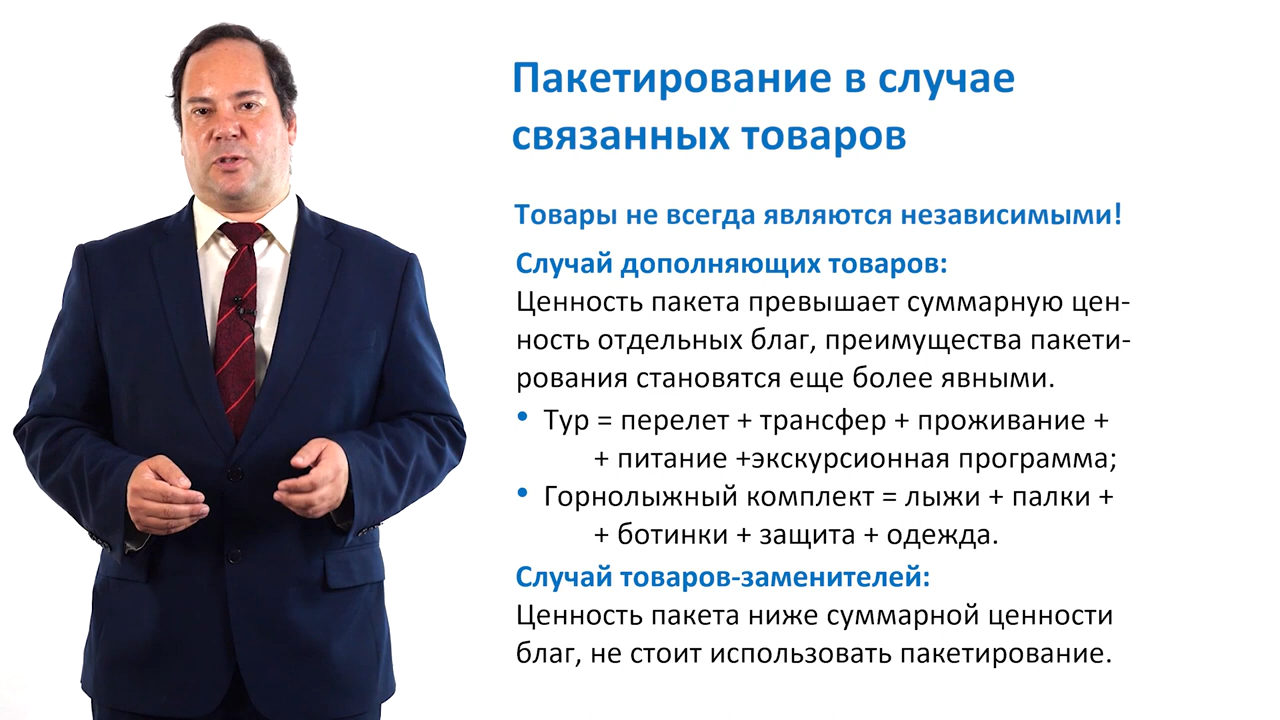 Пакетирование в случае
связанных товаров
Товары не всегда являются независимыми!
Случай дополняющих товаров:
Ценность пакета превышает суммарную цен-
ность отдельных благ, преимущества пакети-
рования становятся еще более явными.
• Тур = перелет + трансфер + проживание +
+ питание +экскурсионная программа;
• Горнолыжный комплект = лыжи + палки +
+ ботинки + защита + одежда.
Случай товаров-заменителей:
Ценность пакета ниже суммарной ценности
благ, не стоит использовать пакетирование.